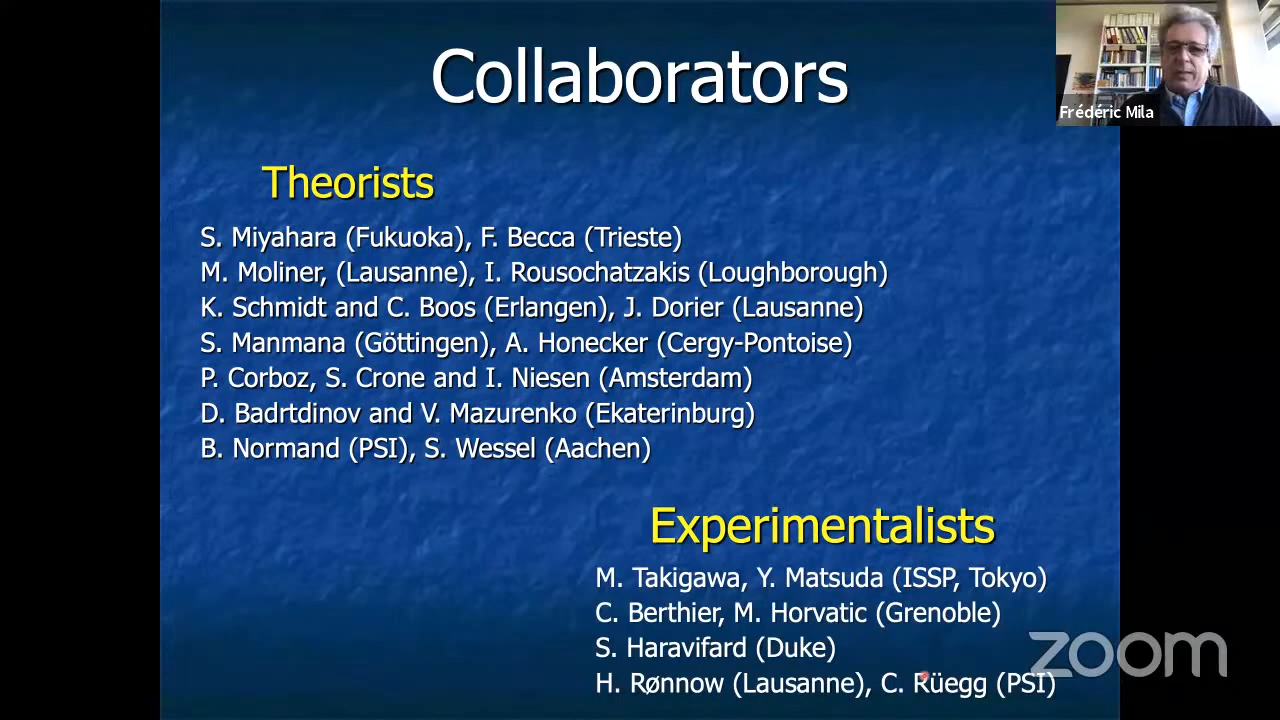 Collaborators
Frédéric Mila
Theorists
S. Miyahara (Fukuoka), F. Becca (Trieste)
M. Moliner, (Lausanne), I. Rousochatzakis (Loughborough)
K. Schmidt and C. Boos (Erlangen), J. Dorier (Lausanne)
S. Manmana (Göttingen), A. Honecker (Cergy-Pontoise)
P. Corboz, S. Crone and I. Niesen (Amsterdam)
D. Badrtdinov and V. Mazurenko (Ekaterinburg)
B. Normand (PSI), S. Wessel (Aachen)
Experimentalists
M. Takigawa, Y. Matsuda (ISSP, Tokyo)
C. Berthier, M. Horvatic (Grenoble)
S. Haravifard (Duke)
H. Rønnow (Lausanne), C. Rüegg (PSI)
zoom